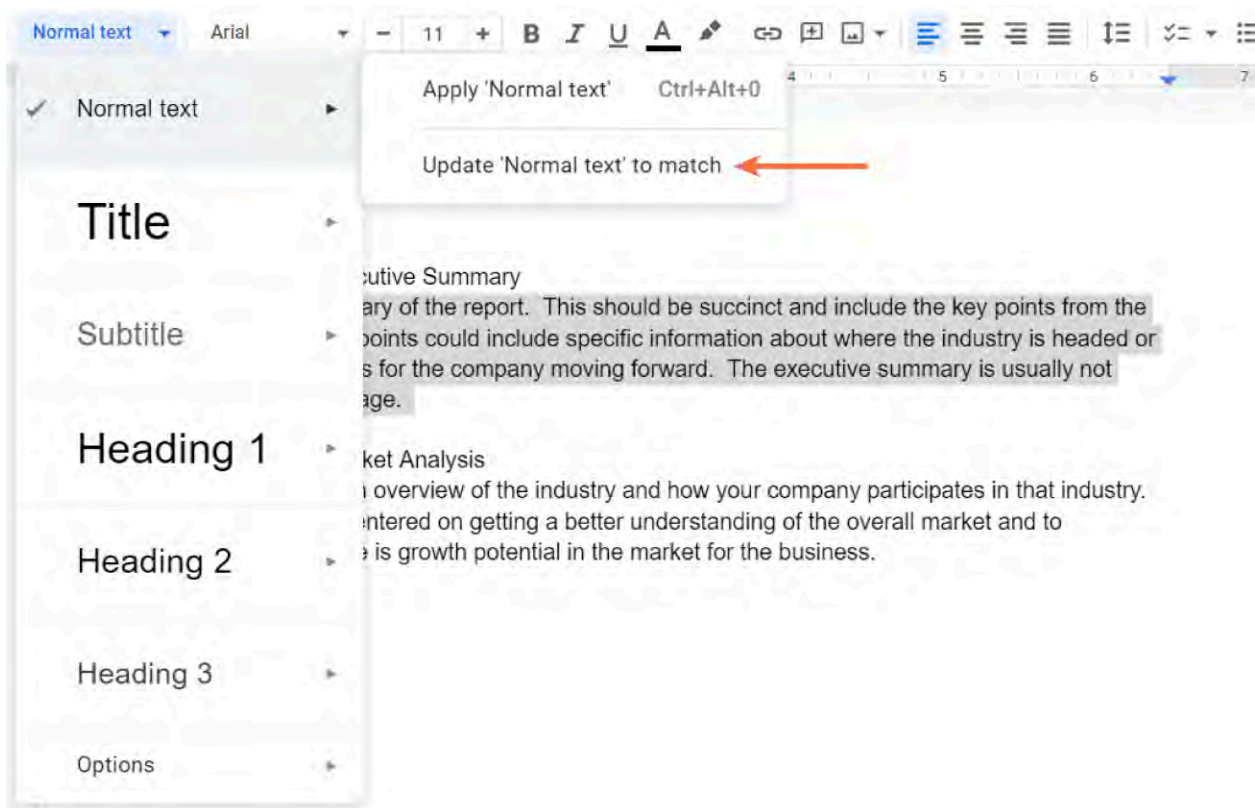 Normal text Arial - 11 + B I U A
4 5 6 7
Normal text
Apply 'Normal text' Ctrl+Alt+0
Update 'Normal text' to match
Title
Subtitle
Heading 1
Heading 2
Heading 3
Options
Summary
of the report. This should be succinct and include the key points from the
points could include specific information about where the industry is headed or
for the company moving forward. The executive summary is usually not
Analysis
overview of the industry and how your company participates in that industry.
on getting a better understanding of the overall market and to
is growth potential in the market for the business.